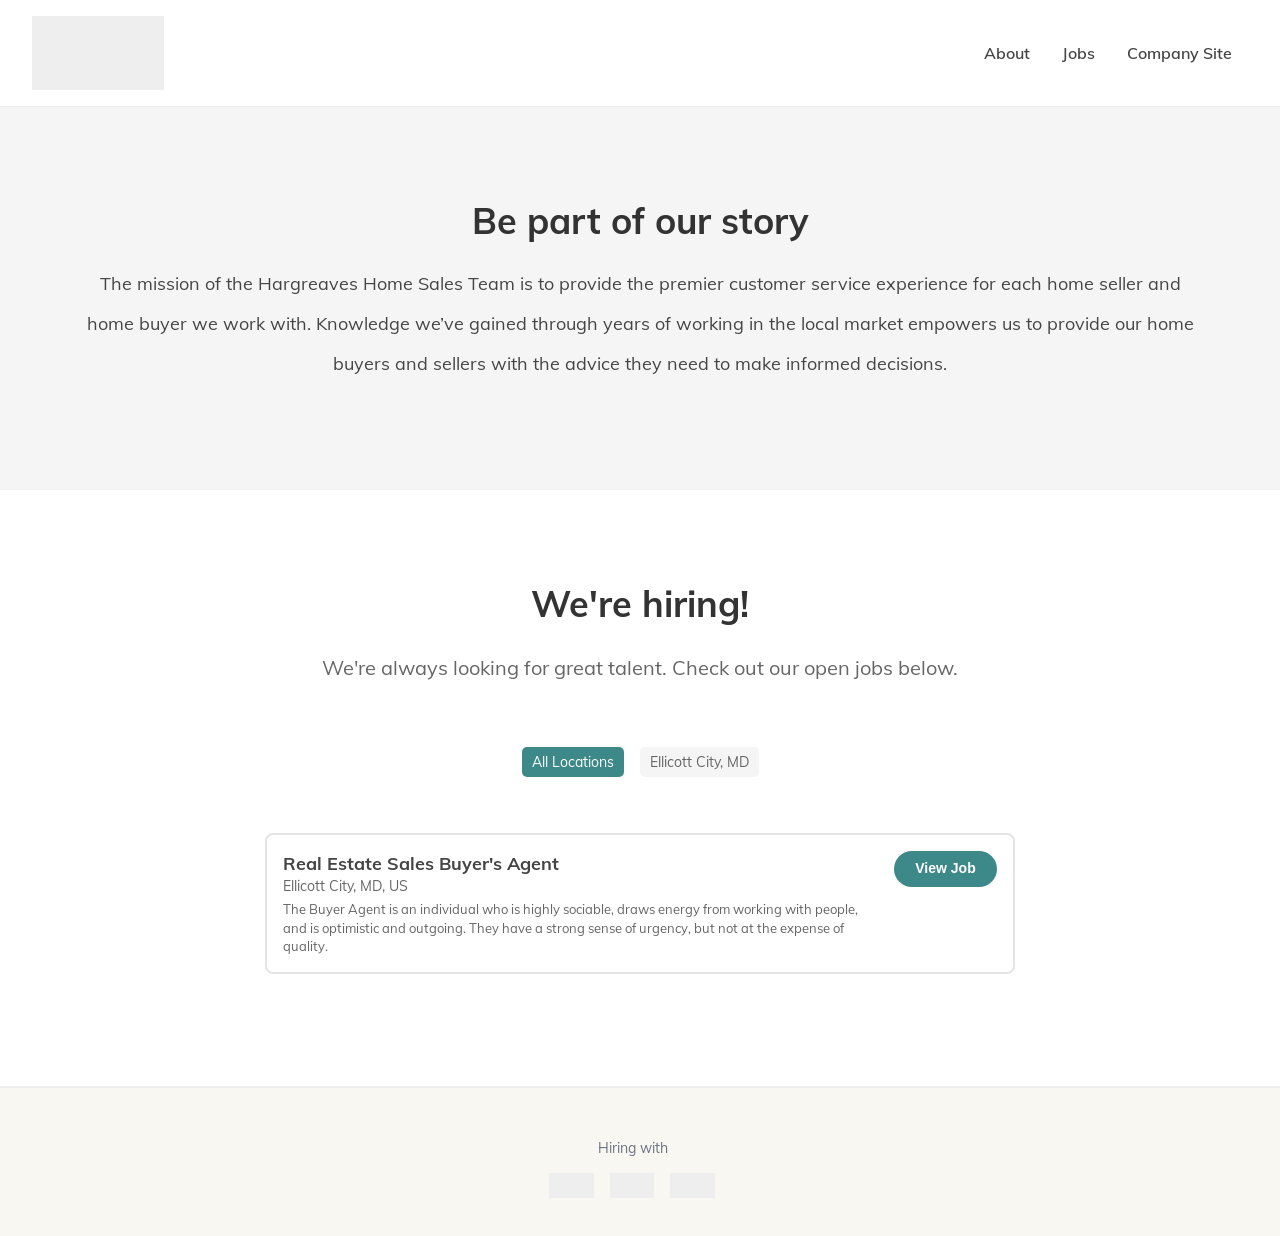 About
Jobs
Company Site
Be part of our story
The mission of the Hargreaves Home Sales Team is to provide the premier customer service experience for each home seller and
home buyer we work with. Knowledge we’ve gained through years of working in the local market empowers us to provide our home
buyers and sellers with the advice they need to make informed decisions.
We're hiring!
We're always looking for great talent. Check out our open jobs below.
All Locations
Ellicott City, MD
Real Estate Sales Buyer's Agent
View Job
Ellicott City, MD, US
The Buyer Agent is an individual who is highly sociable, draws energy from working with people,
and is optimistic and outgoing. They have a strong sense of urgency, but not at the expense of
quality.
Hiring with